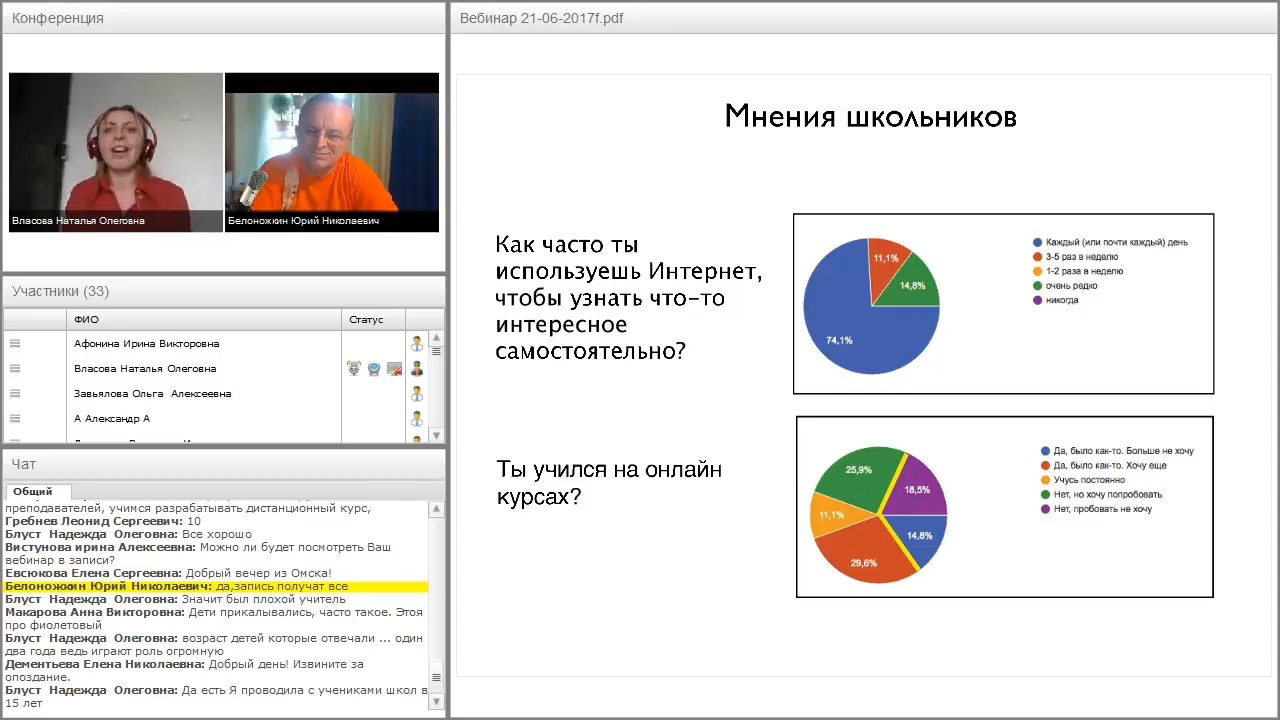 Конференция
Власова Наталья Олеговна
Белоножкин Юрий Николаевич
Участники (33)
ФИО
Статус
Афонина Ирина Викторовна
Власова Наталья Олеговна
Завьялова Ольга Алексеевна
А Александр А
Чат
Общий
преподавателей, учимся разрабатывать дистанционный курс,
Гребнев Леонид Сергеевич: 10
Блуст Надежда Олеговна: Все хорошо
Вистунова ирина Алексеевна: Можно ли будет посмотреть Ваш
вебинар в записи?
Евсюкова Елена Сергеевна: Добрый вечер из Омска!
Белоножкин Юрий Николаевич: да,запись получат все
Блуст Надежда Олеговна: Значит был плохой учитель
Макарова Анна Викторовна: Дети прикалывались, часто такое. Этоя
про фиолетовый
Блуст Надежда Олеговна: возраст детей которые отвечали ... один
два года ведь играют роль огромную
Дементьева Елена Николаевна: Добрый день! Извините за
опоздание.
Блуст Надежда Олеговна: Да есть Я проводила с учениками школ в
15 лет
Вебинар 21-06-2017f.pdf
Мнения школьников
Как часто ты
используешь Интернет,
чтобы узнать что-то
интересное
самостоятельно?
11,1%
14,8%
74,1%
Каждый (или почти каждый) день
3-5 раз в неделю
1-2 раза в неделю
очень редко
никогда
Ты учился на онлайн
курсах?
25,9%
18,5%
11,1%
14,8%
29,6%
Да, было как-то. Больше не хочу
Да, было как-то. Хочу еще
Учусь постоянно
Нет, но хочу попробовать
Нет, пробовать не хочу